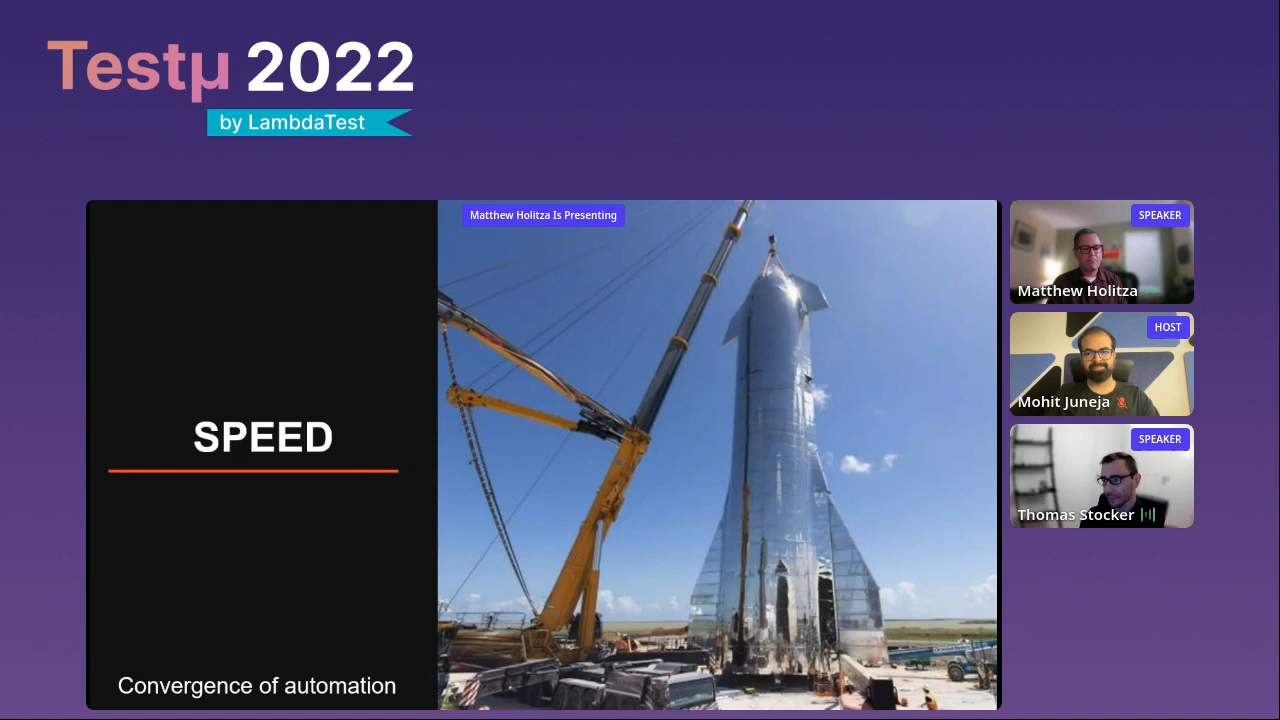 Testμ 2022
by LambdaTest
Matthew Holitza Is Presenting
SPEED
Convergence of automation
SPEAKER
Matthew Holitza
HOST
Mohit Juneja
SPEAKER
Thomas Stocker